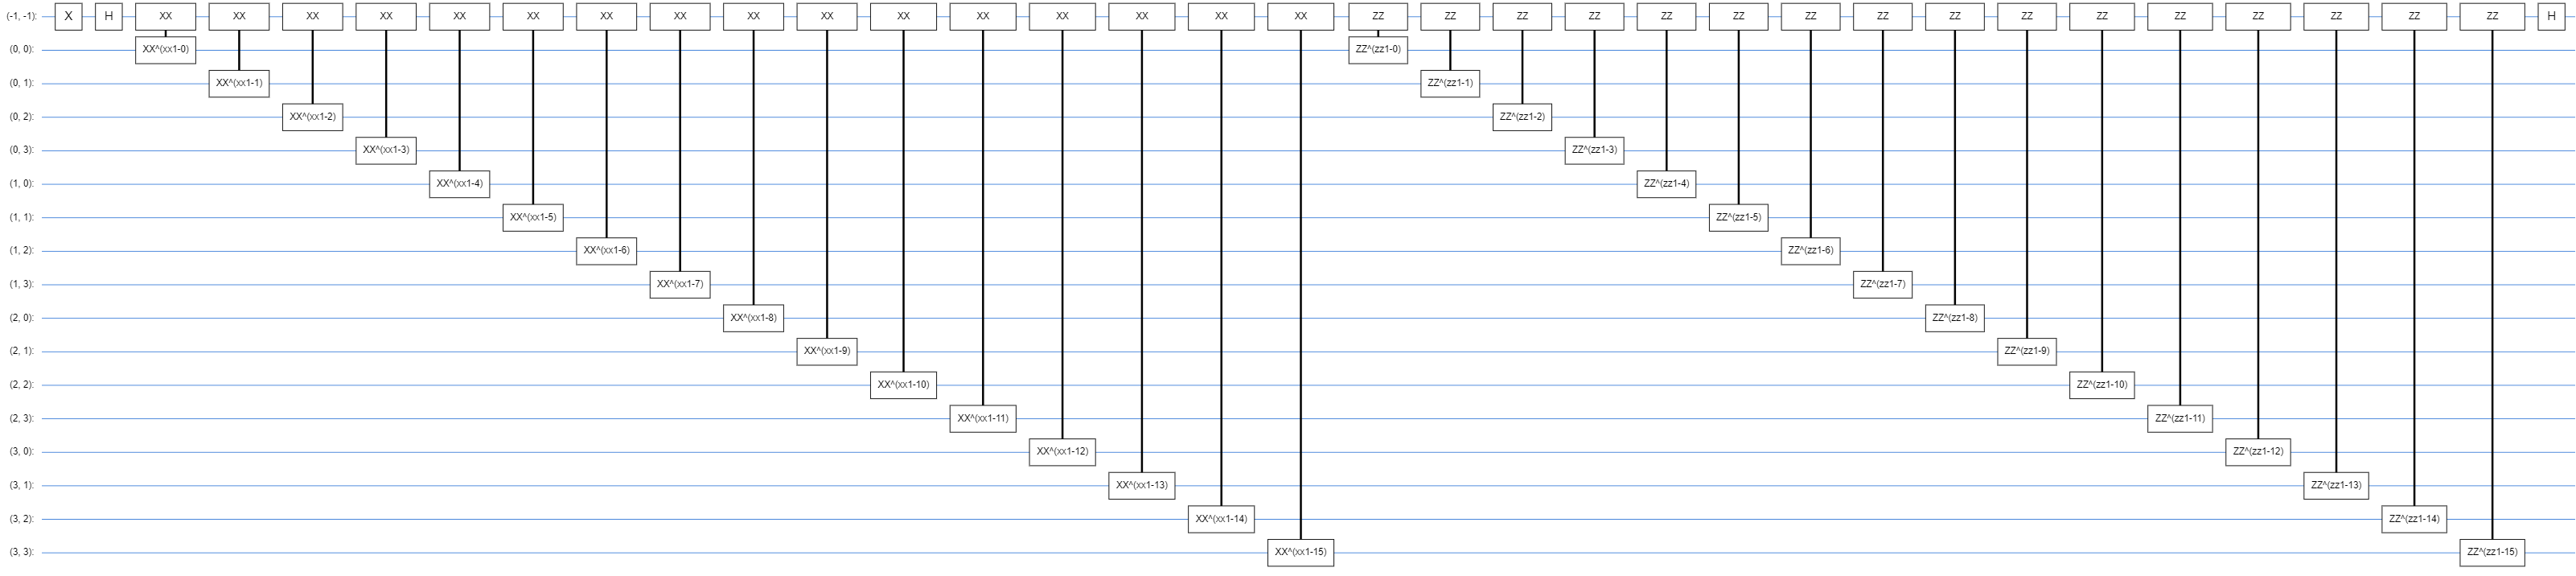 (-1, -1): X H XX XX XX XX XX XX XX XX XX XX XX XX XX XX XX XX ZZ ZZ ZZ ZZ ZZ ZZ ZZ ZZ ZZ ZZ ZZ ZZ ZZ ZZ ZZ ZZ H
(0, 0): XX^(xx1-0) ZZ^(zz1-0)
(0, 1): XX^(xx1-1) ZZ^(zz1-1)
(0, 2): XX^(xx1-2) ZZ^(zz1-2)
(0, 3): XX^(xx1-3) ZZ^(zz1-3)
(1, 0): XX^(xx1-4) ZZ^(zz1-4)
(1, 1): XX^(xx1-5) ZZ^(zz1-5)
(1, 2): XX^(xx1-6) ZZ^(zz1-6)
(1, 3): XX^(xx1-7) ZZ^(zz1-7)
(2, 0): XX^(xx1-8) ZZ^(zz1-8)
(2, 1): XX^(xx1-9) ZZ^(zz1-9)
(2, 2): XX^(xx1-10) ZZ^(zz1-10)
(2, 3): XX^(xx1-11) ZZ^(zz1-11)
(3, 0): XX^(xx1-12) ZZ^(zz1-12)
(3, 1): XX^(xx1-13) ZZ^(zz1-13)
(3, 2): XX^(xx1-14) ZZ^(zz1-14)
(3, 3): XX^(xx1-15) ZZ^(zz1-15)